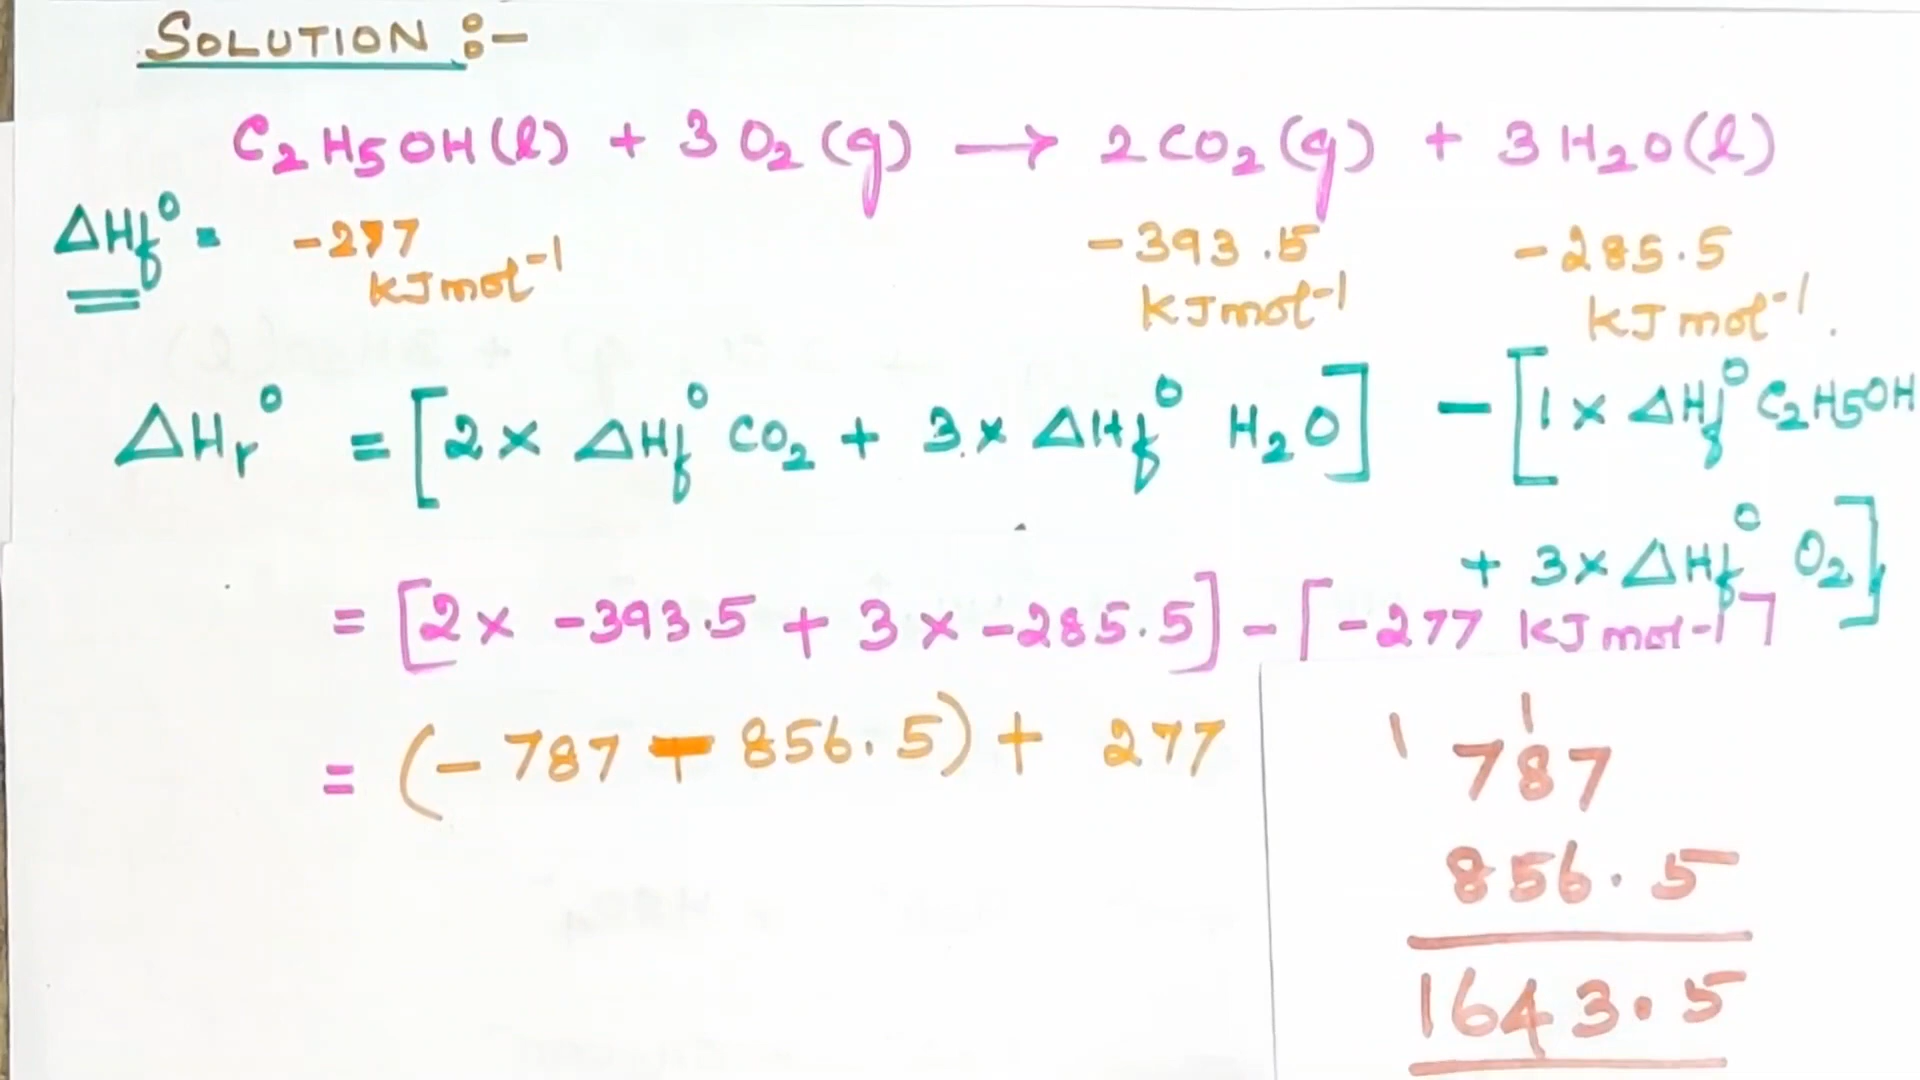 SOLUTION :-
C₂H₅OH(l) + 3O₂(g) → 2CO₂(g) + 3H₂O(l)
ΔHf° = -277 kJmol⁻¹ -393.5 kJmol⁻¹ -285.5 kJmol⁻¹.
ΔHr° = [2 × ΔHf° CO₂ + 3 × ΔHf° H₂O] - [1 × ΔHf° C₂H₅OH
+ 3 × ΔHf° O₂]
= [2 × -393.5 + 3 × -285.5] - [-277 kJmol⁻¹]
= (-787 - 856.5) + 277
1 1
787
856.5
1643.5